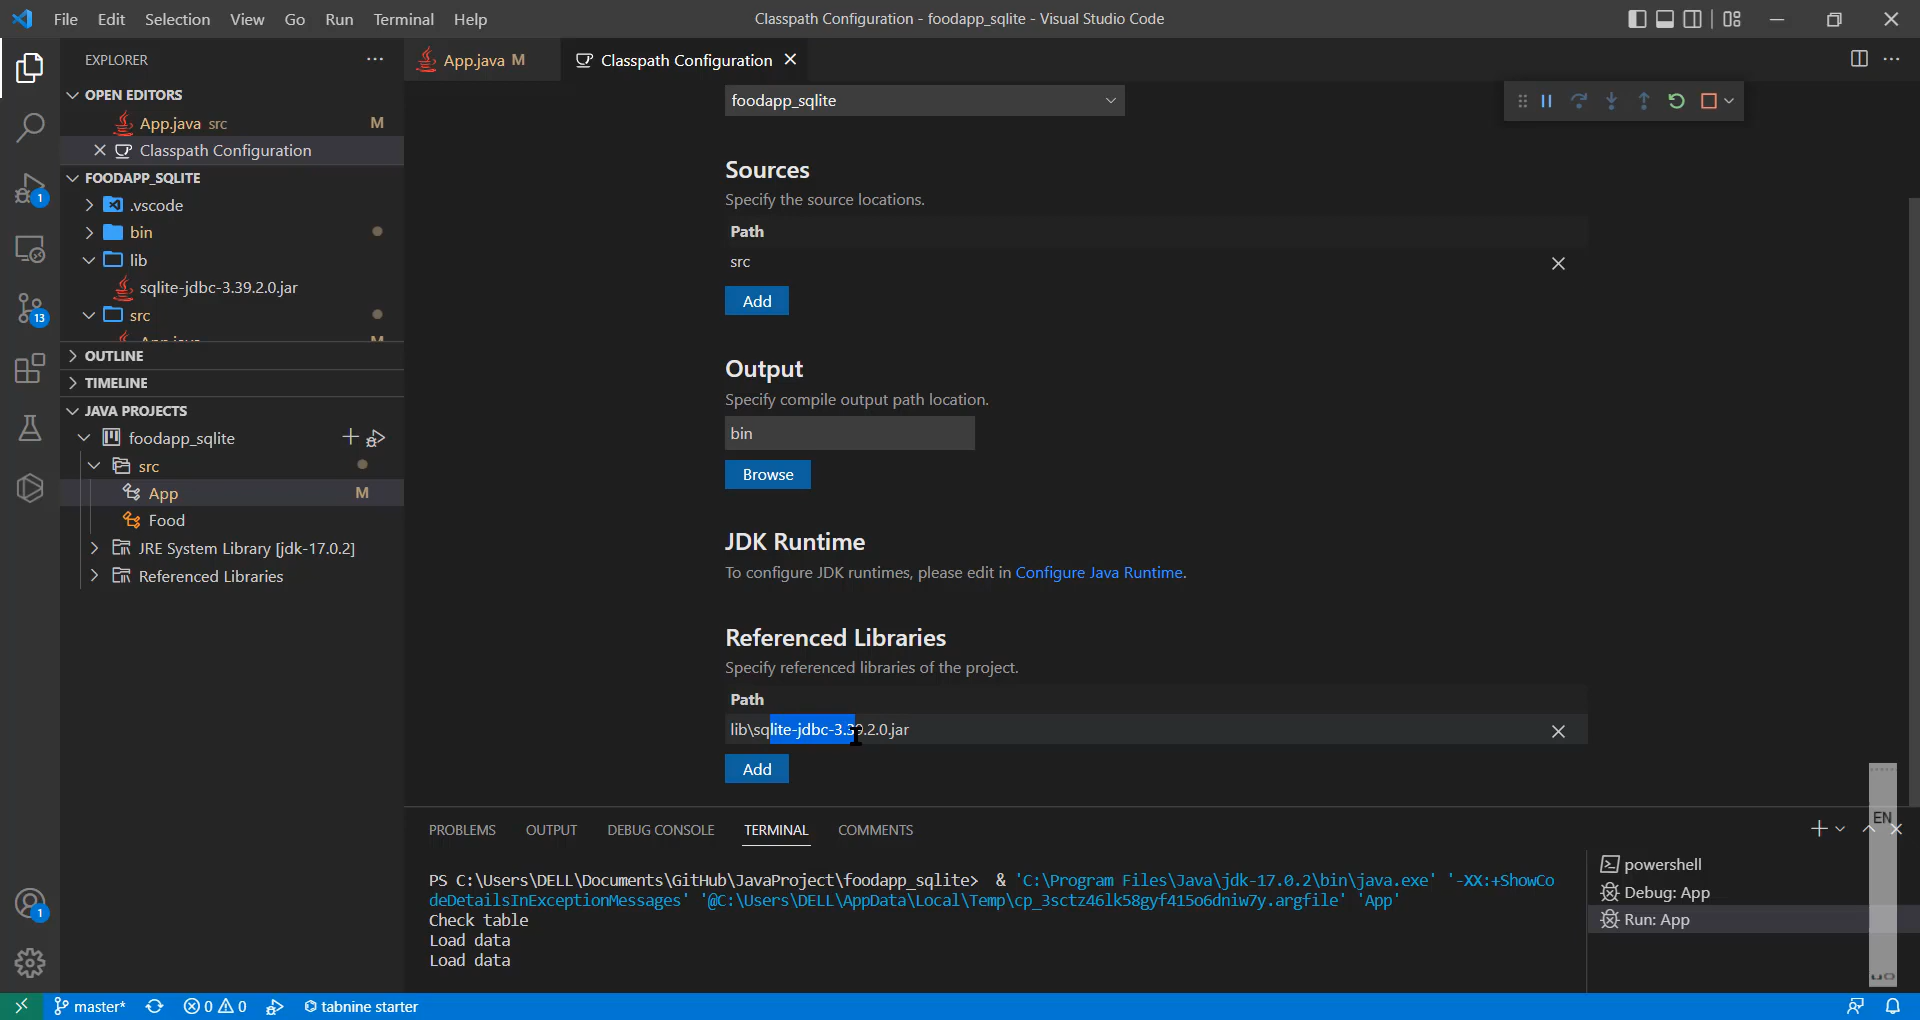 File Edit Selection View Go Run Terminal Help
Classpath Configuration - foodapp_sqlite - Visual Studio Code
EXPLORER
OPEN EDITORS
App.java src M
Classpath Configuration
FOODAPP_SQLITE
.vscode
bin
lib
sqlite-jdbc-3.39.2.0.jar
src
App.java M
OUTLINE
TIMELINE
JAVA PROJECTS
foodapp_sqlite
src
App M
Food
JRE System Library [jdk-17.0.2]
Referenced Libraries
1
13
1
App.java M
Classpath Configuration
foodapp_sqlite
Sources
Specify the source locations.
Path
src
Add
Output
Specify compile output path location.
bin
Browse
JDK Runtime
To configure JDK runtimes, please edit in Configure Java Runtime.
Referenced Libraries
Specify referenced libraries of the project.
Path
lib\sqlite-jdbc-3.39.2.0.jar
Add
PROBLEMS OUTPUT DEBUG CONSOLE TERMINAL COMMENTS
EN
PS C:\Users\DELL\Documents\GitHub\JavaProject\foodapp_sqlite> & 'C:\Program Files\Java\jdk-17.0.2\bin\java.exe' '-XX:+ShowCo
deDetailsInExceptionMessages' '@C:\Users\DELL\AppData\Local\Temp\cp_3sctz46lk58gyf415o6dniw7y.argfile' 'App'
Check table
Load data
Load data
powershell
Debug: App
Run: App
master* 0 0 tabnine starter